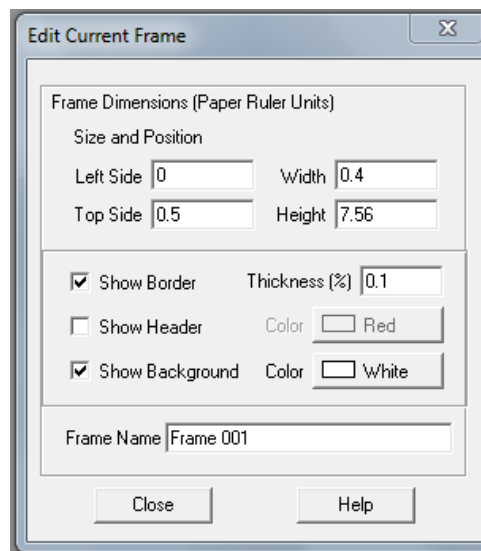 Edit Current Frame
Frame Dimensions (Paper Ruler Units)
Size and Position
Left Side 0 Width 0.4
Top Side 0.5 Height 7.56
Show Border Thickness (%) 0.1
Show Header Color Red
Show Background Color White
Frame Name Frame 001
Close Help